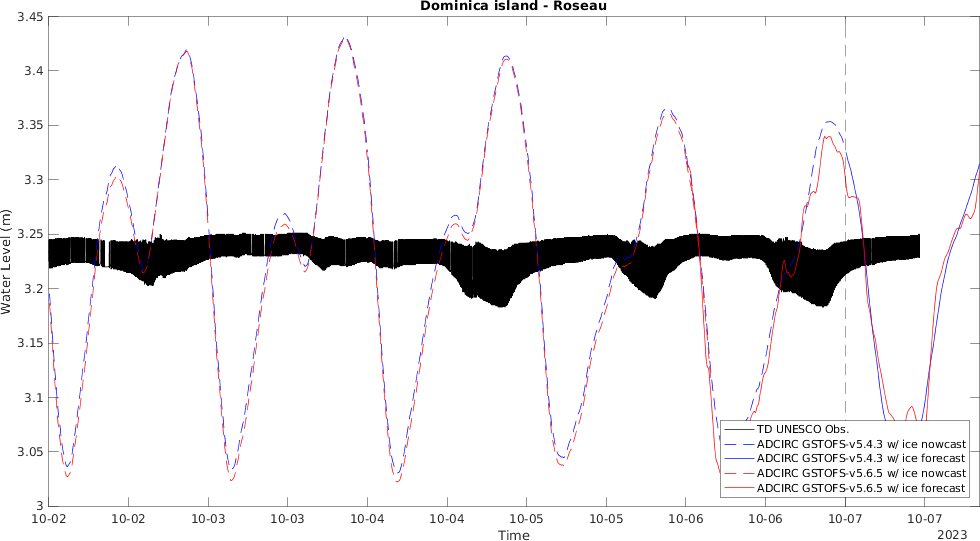 Dominica island - Roseau
3.45
3.4
3.35
3.3
3.25
3.2
3.15
3.1
3.05
3
Water Level (m)
TD UNESCO Obs.
ADCIRC GSTOFS-v5.4.3 w/ ice nowcast
ADCIRC GSTOFS-v5.4.3 w/ ice forecast
ADCIRC GSTOFS-v5.6.5 w/ ice nowcast
ADCIRC GSTOFS-v5.6.5 w/ ice forecast
10-02 10-02 10-03 10-03 10-04 10-04 10-05 10-05 10-06 10-06 10-07 10-07
Time
2023